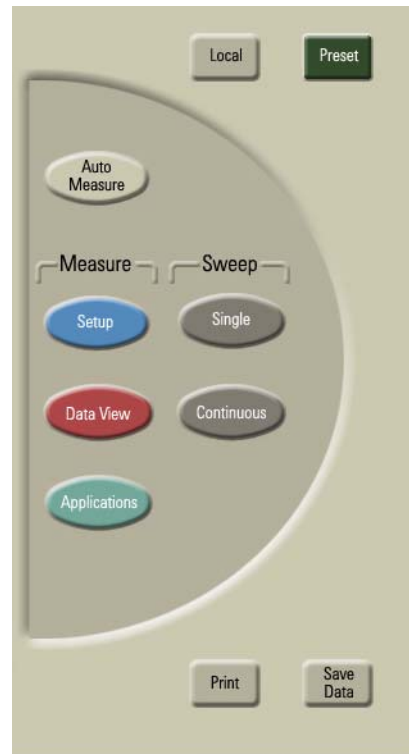 Local
Preset
Auto
Measure
Measure
Sweep
Setup
Single
Data View
Continuous
Applications
Print
Save
Data